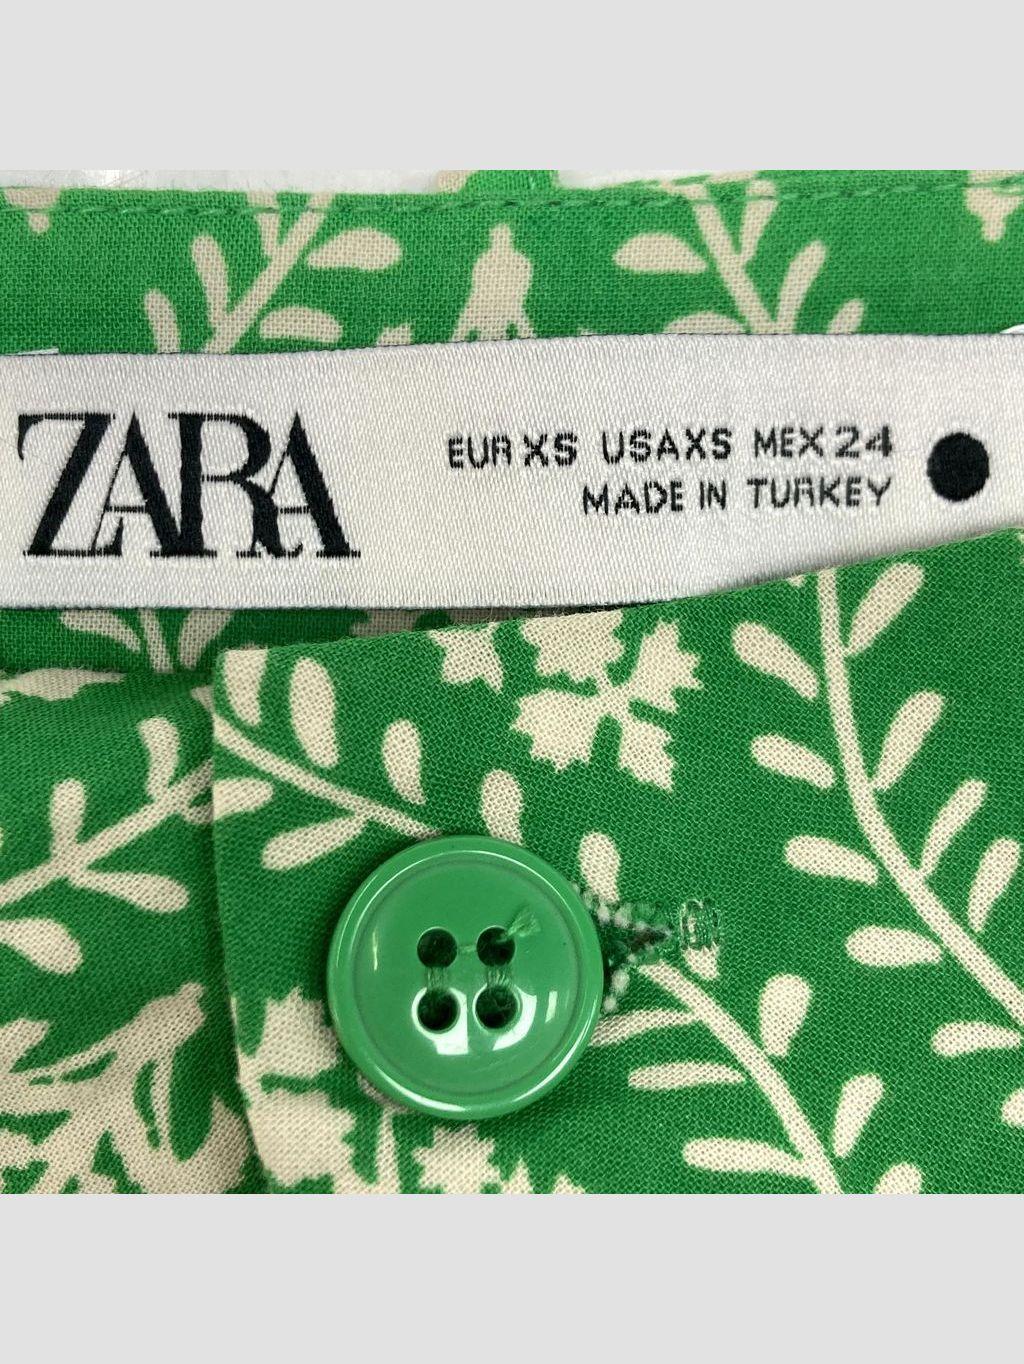 ZARA
EUR XS USA XS MEX 24
MADE IN TURKEY